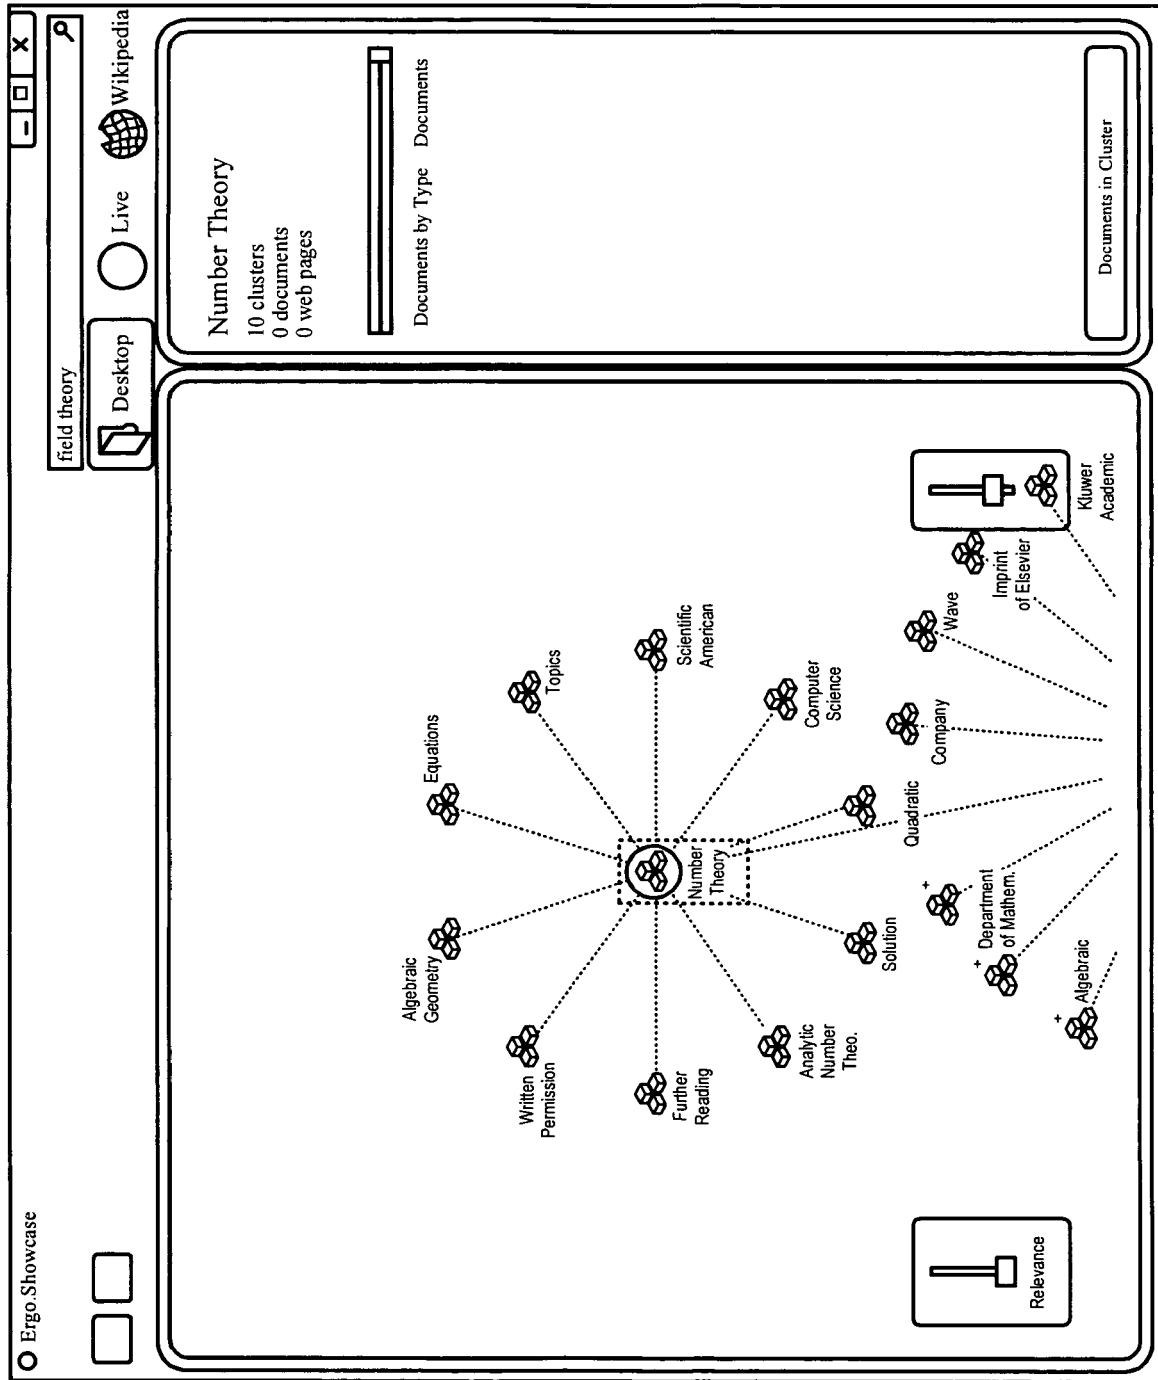 Ergo.Showcase
field theory
Desktop
Live
Wikipedia
Number Theory
10 clusters
0 documents
0 web pages
Documents by Type
Documents
Documents in Cluster
Equations
Algebraic
Geometry
Topics
Written
Permission
Scientific
American
Number
Theory
Further
Reading
Computer
Science
Analytic
Number
Theo.
Solution
Quadratic
Company
Wave
Imprint
of Elsevier
Kluwer
Academic
+
Department
of Mathem.
+
+
Algebraic
Relevance